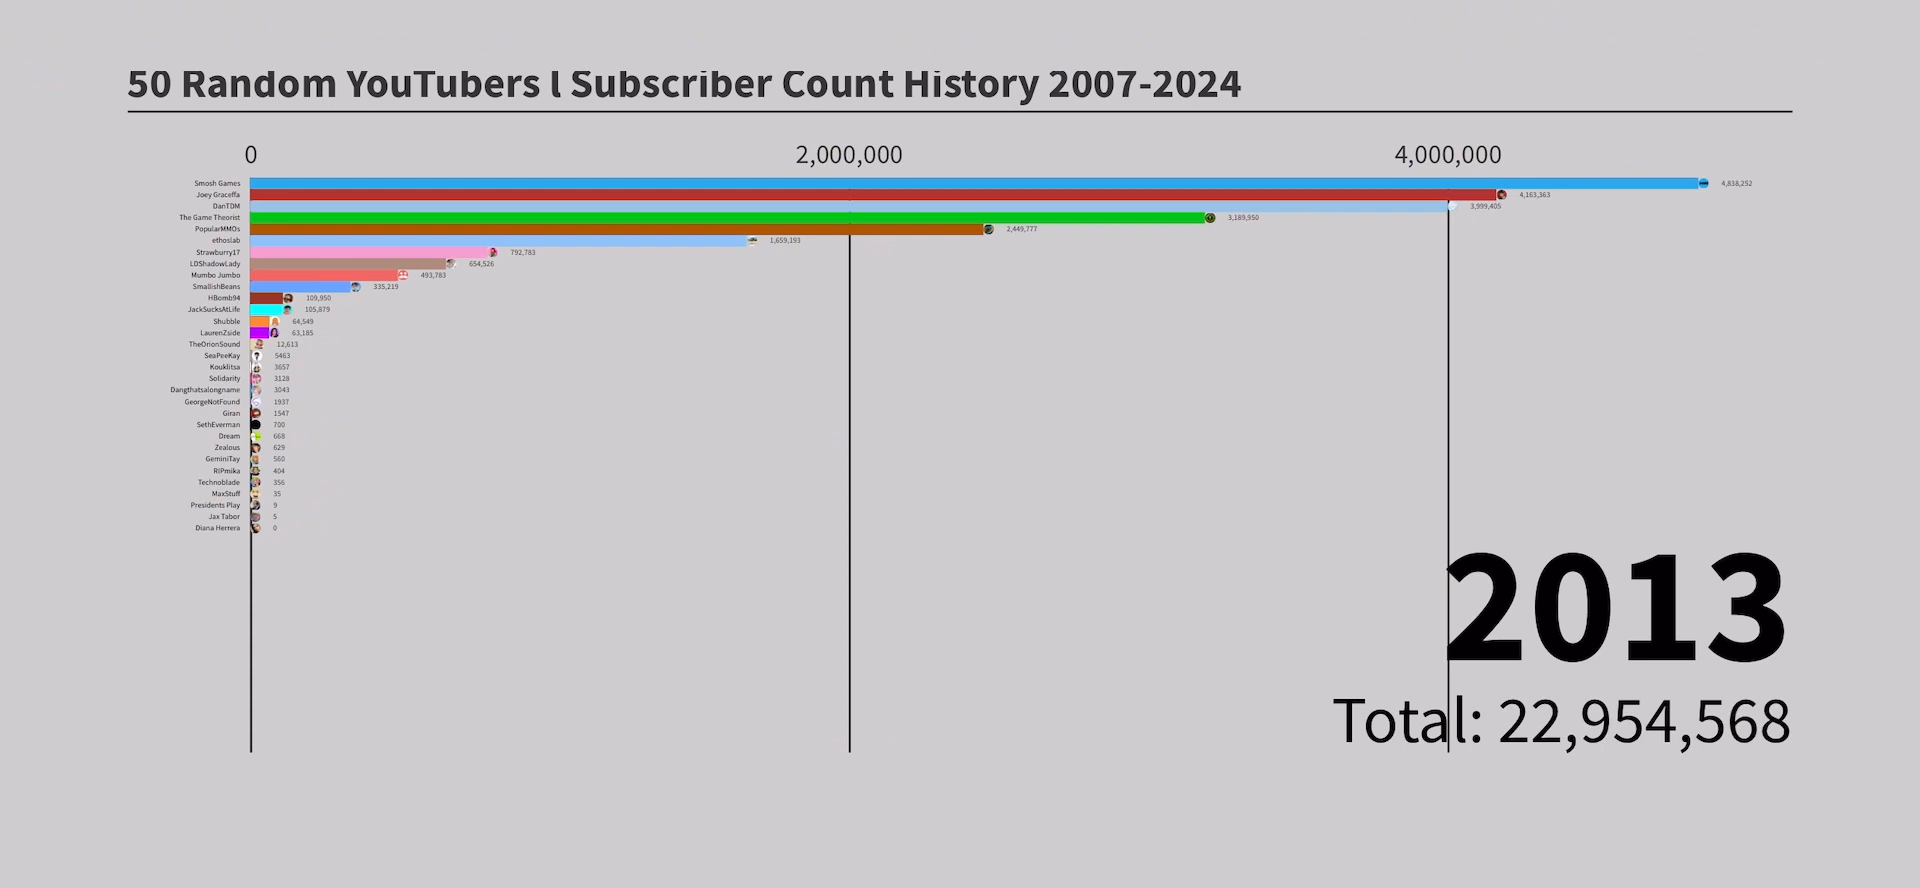 50 Random YouTubers l Subscriber Count History 2007-2024
0 2,000,000 4,000,000
Smosh Games 4,838,252
Joey Graceffa 4,163,363
DanTDM 3,999,405
The Game Theorist 3,189,950
PopularMMOs 2,449,777
ethoslab 1,659,193
Strawburry17 792,783
LDShadowLady 654,526
Mumbo Jumbo 493,783
SmallishBeans 335,219
HBomb94 109,950
JackSucksAtLife 105,879
Shubble 64,549
LaurenZside 63,185
TheOrionSound 12,613
SeaPeeKay 5463
Kouklitsa 3657
Solidarity 3128
Dangthatsalongname 3043
GeorgeNotFound 1937
Giran 1547
SethEverman 700
Dream 668
Zealous 629
GeminiTay 560
RIPmika 404
Technoblade 356
MaxStuff 35
Presidents Play 9
Jax Tabor 5
Diana Herrera 0
2013
Total: 22,954,568